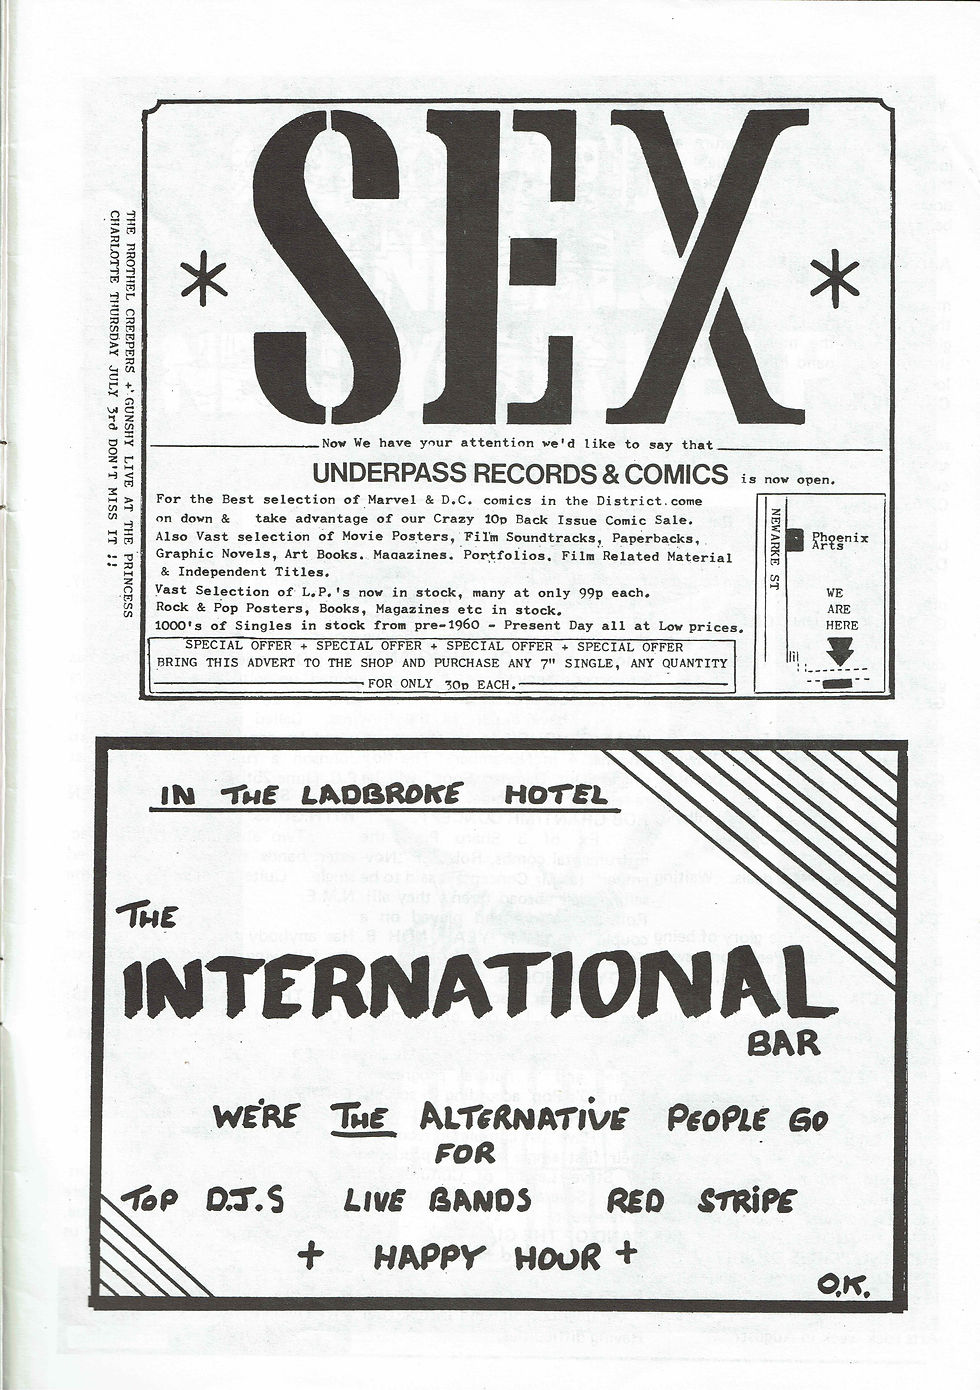 * SEX *
Now We have your attention we'd like to say that
UNDERPASS RECORDS & COMICS is now open.
For the Best selection of Marvel & D.C. comics in the District.come
on down & take advantage of our Crazy 10p Back Issue Comic Sale.
Also Vast selection of Movie Posters, Film Soundtracks, Paperbacks,
Graphic Novels, Art Books. Magazines. Portfolios. Film Related Material
& Independent Titles.
Vast Selection of L.P.'s now in stock, many at only 99p each.
Rock & Pop Posters, Books, Magazines etc in stock.
1000's of Singles in stock from pre-1960 - Present Day all at Low prices.
SPECIAL OFFER + SPECIAL OFFER + SPECIAL OFFER + SPECIAL OFFER
BRING THIS ADVERT TO THE SHOP AND PURCHASE ANY 7" SINGLE, ANY QUANTITY
FOR ONLY 30p EACH.
NEWARKE ST
Phoenix
Arts
WE
ARE
HERE
THE BROTHEL CREEPERS + GUNSHY LIVE AT THE PRINCESS
CHARLOTTE THURSDAY JULY 3rd DON'T MISS IT !!
IN THE LADBROKE HOTEL
THE
INTERNATIONAL
BAR
WE'RE THE ALTERNATIVE PEOPLE GO
FOR
TOP D.J.S LIVE BANDS RED STRIPE
+ HAPPY HOUR +
O.K.